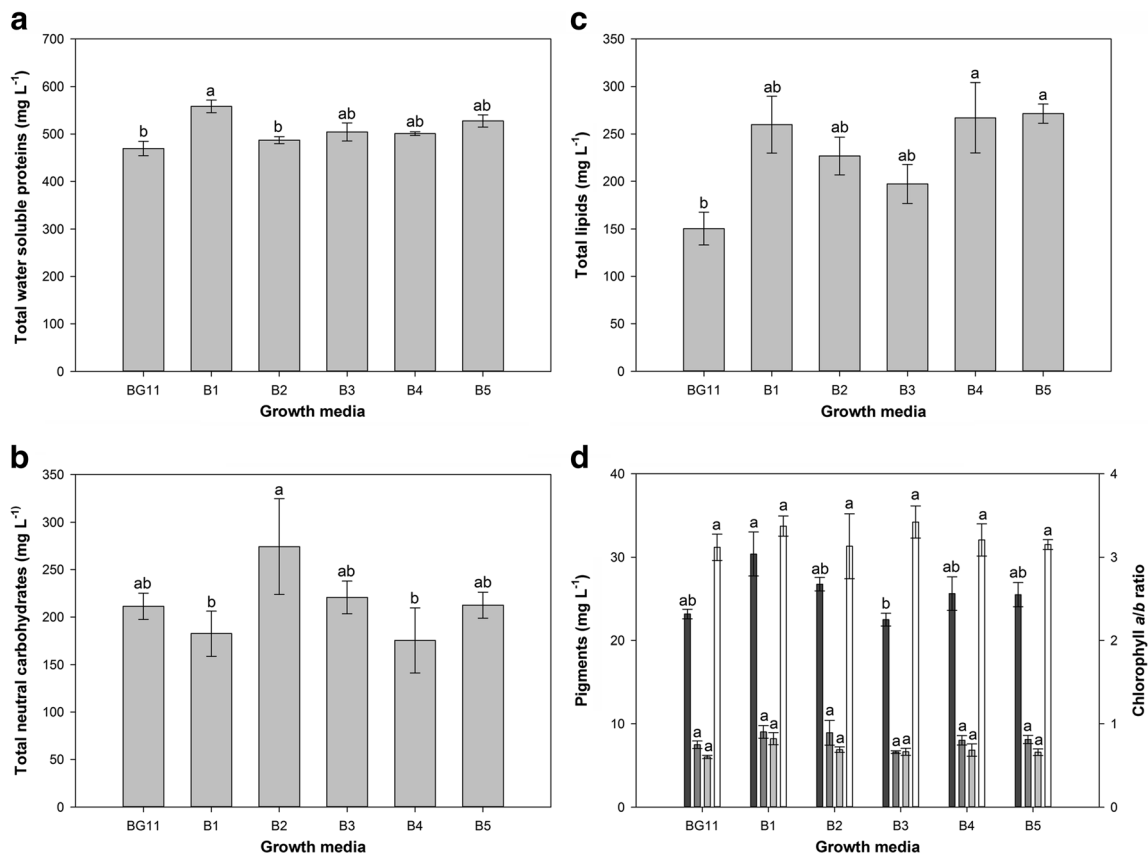 a
Total water soluble proteins (mg L⁻¹)
700
600
500
400
300
200
100
0
b a b ab ab ab
BG11 B1 B2 B3 B4 B5
Growth media
c
Total lipids (mg L⁻¹)
350
300
250
200
150
100
50
0
b ab ab ab a a
BG11 B1 B2 B3 B4 B5
Growth media
b
Total neutral carbohydrates (mg L⁻¹)
350
300
250
200
150
100
50
0
ab b a ab b ab
BG11 B1 B2 B3 B4 B5
Growth media
d
Pigments (mg L⁻¹)
40
30
20
10
0
ab a a a
a a a a
ab a a a
b a a a
ab a a a
ab a a a
BG11 B1 B2 B3 B4 B5
Growth media
4
3
2
1
0
Chlorophyll a/b ratio